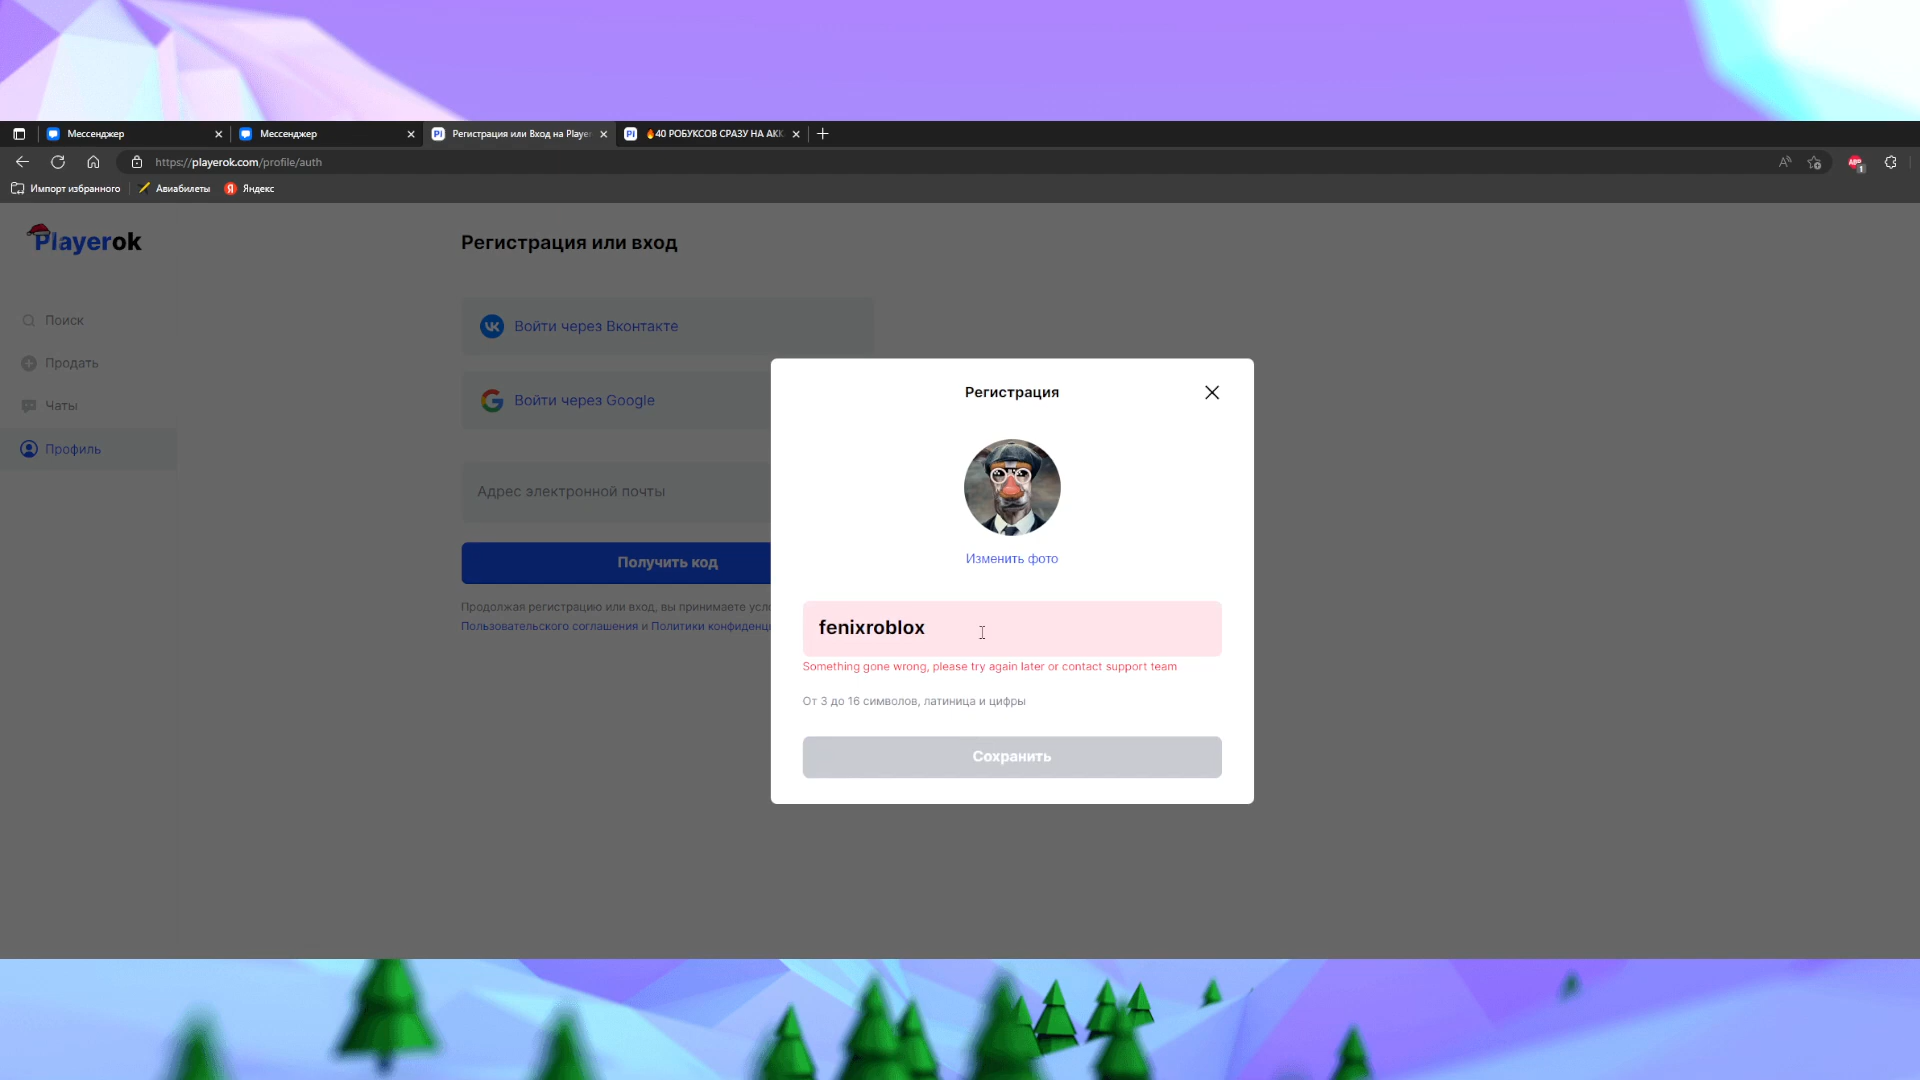 Мессенджер
Мессенджер
Регистрация или Вход на Player
🔥40 РОБУКСОВ СРАЗУ НА АКК
https://playerok.com/profile/auth
Импорт избранного
Авиабилеты
Яндекс
Playerok
Поиск
Продать
Чаты
Профиль
Регистрация или вход
Войти через Вконтакте
Войти через Google
Адрес электронной почты
Получить код
Продолжая регистрацию или вход, вы принимаете усло
Пользовательского соглашения и Политики конфиденц
Регистрация
Изменить фото
fenixroblox
Something gone wrong, please try again later or contact support team
От 3 до 16 символов, латиница и цифры
Сохранить